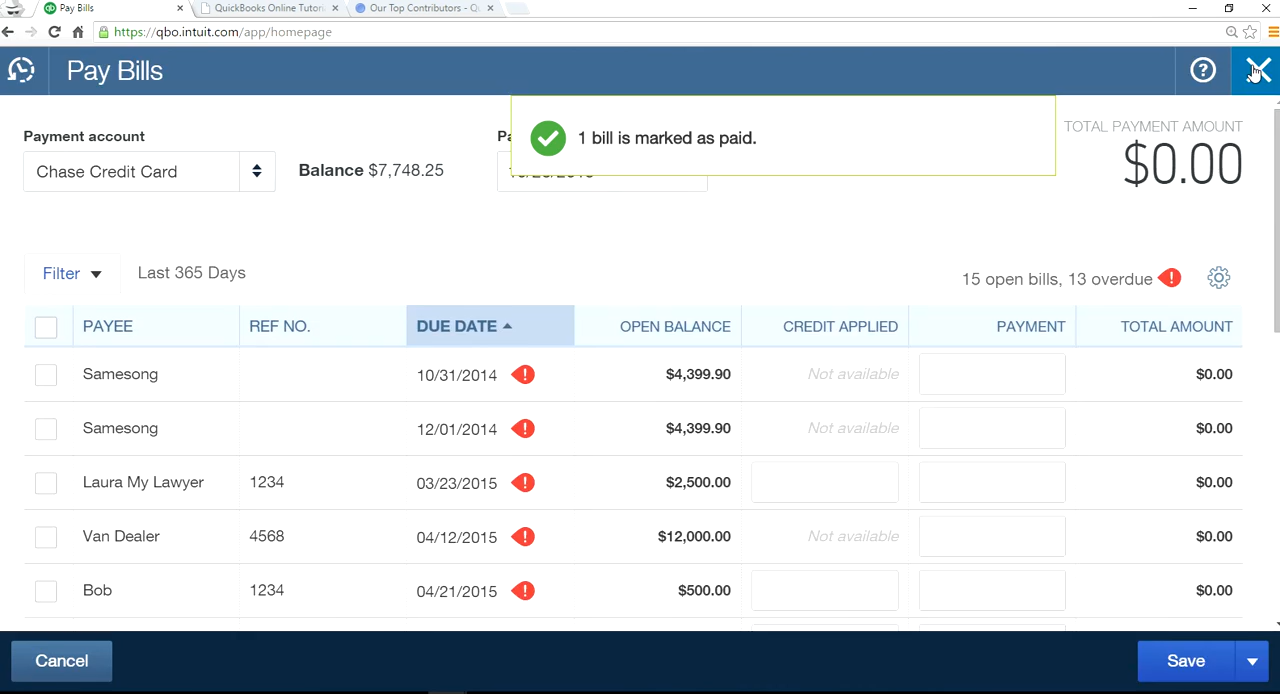 Pay Bills
QuickBooks Online Tutori
Our Top Contributors - Qu
https://qbo.intuit.com/app/homepage
Pay Bills
1 bill is marked as paid.
Payment account
TOTAL PAYMENT AMOUNT
$0.00
Chase Credit Card
Balance $7,748.25
Filter
Last 365 Days
15 open bills, 13 overdue
PAYEE REF NO. DUE DATE OPEN BALANCE CREDIT APPLIED PAYMENT TOTAL AMOUNT
Samesong 10/31/2014 $4,399.90 Not available $0.00
Samesong 12/01/2014 $4,399.90 Not available $0.00
Laura My Lawyer 1234 03/23/2015 $2,500.00 $0.00
Van Dealer 4568 04/12/2015 $12,000.00 Not available $0.00
Bob 1234 04/21/2015 $500.00 $0.00
Cancel
Save